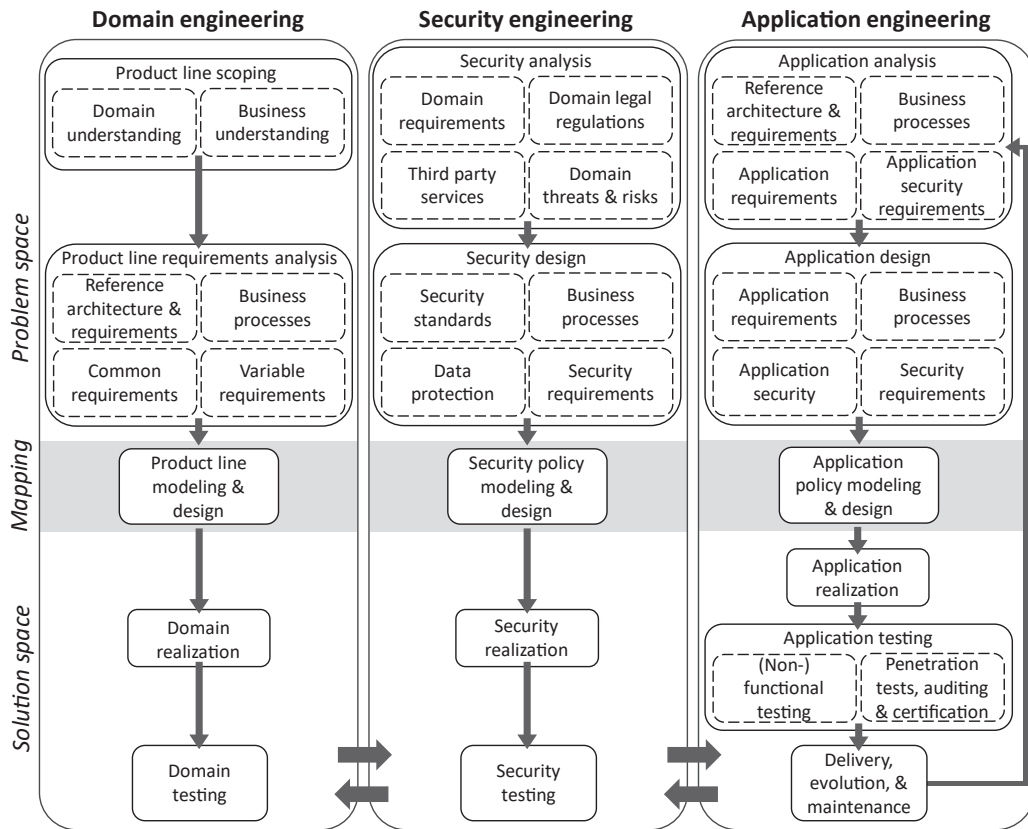 Domain engineering
Security engineering
Application engineering
Problem space
Mapping
Solution space
Product line scoping
Domain
understanding
Business
understanding
Product line requirements analysis
Reference
architecture &
requirements
Business
processes
Common
requirements
Variable
requirements
Product line
modeling &
design
Domain
realization
Domain
testing
Security analysis
Domain
requirements
Domain legal
regulations
Third party
services
Domain
threats & risks
Security design
Security
standards
Business
processes
Data
protection
Security
requirements
Security policy
modeling &
design
Security
realization
Security
testing
Application analysis
Reference
architecture &
requirements
Business
processes
Application
requirements
Application
security
requirements
Application design
Application
requirements
Business
processes
Application
security
Security
requirements
Application
policy modeling
& design
Application
realization
Application testing
(Non-)
functional
testing
Penetration
tests, auditing
& certification
Delivery,
evolution, &
maintenance